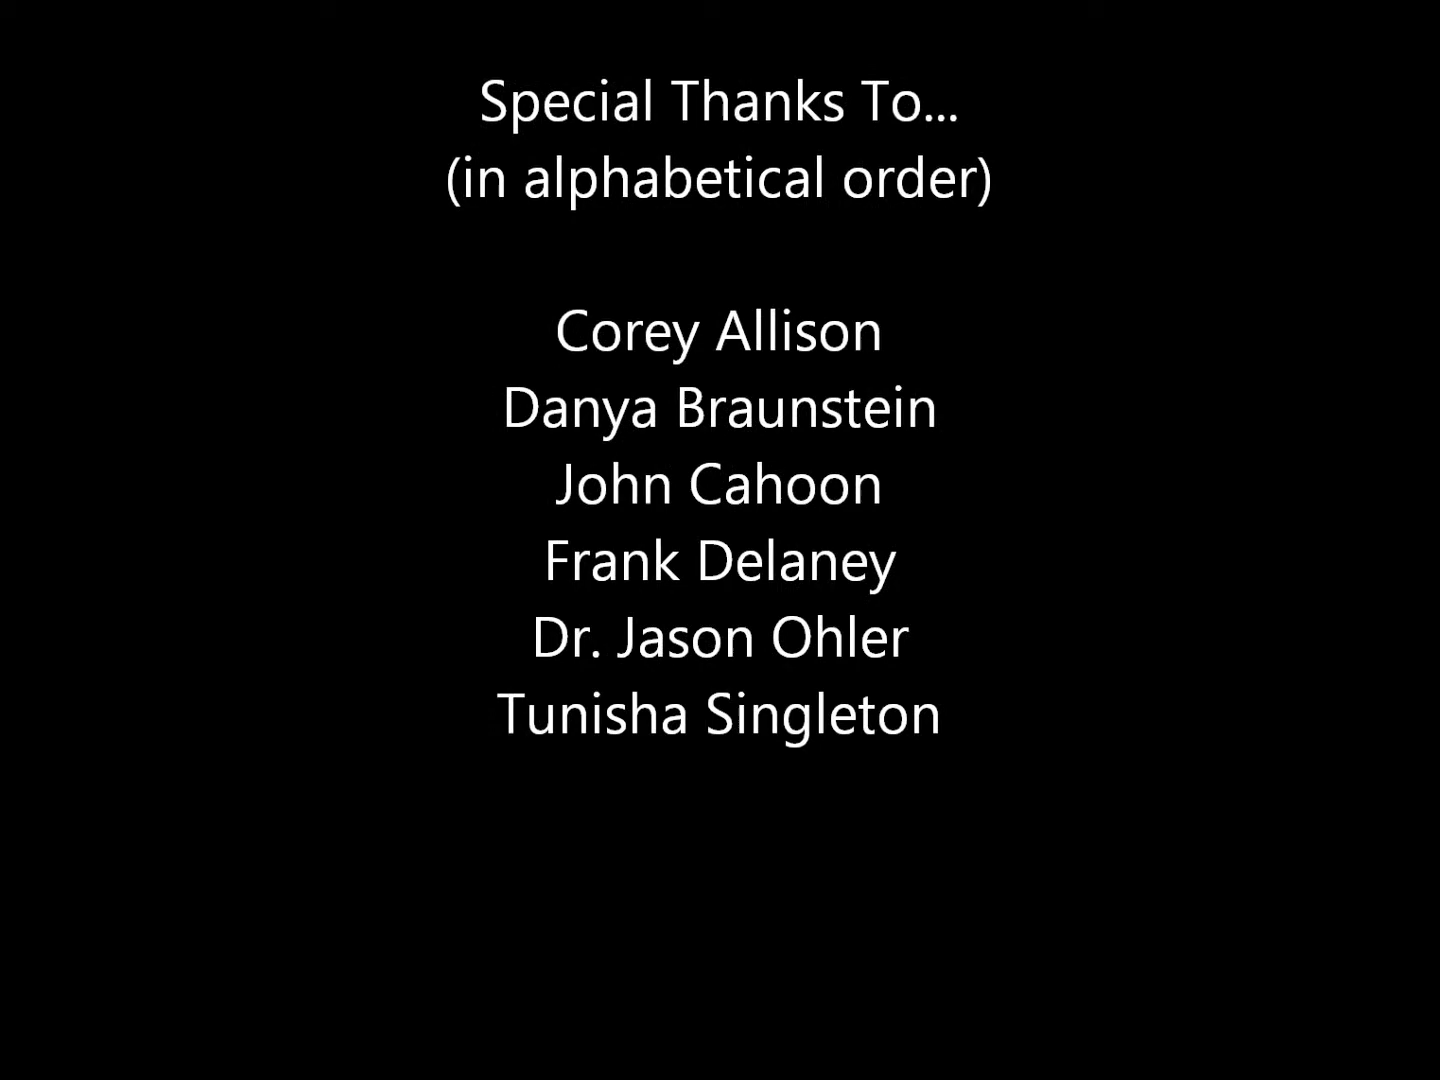 Special Thanks To...
(in alphabetical order)
Corey Allison
Danya Braunstein
John Cahoon
Frank Delaney
Dr. Jason Ohler
Tunisha Singleton